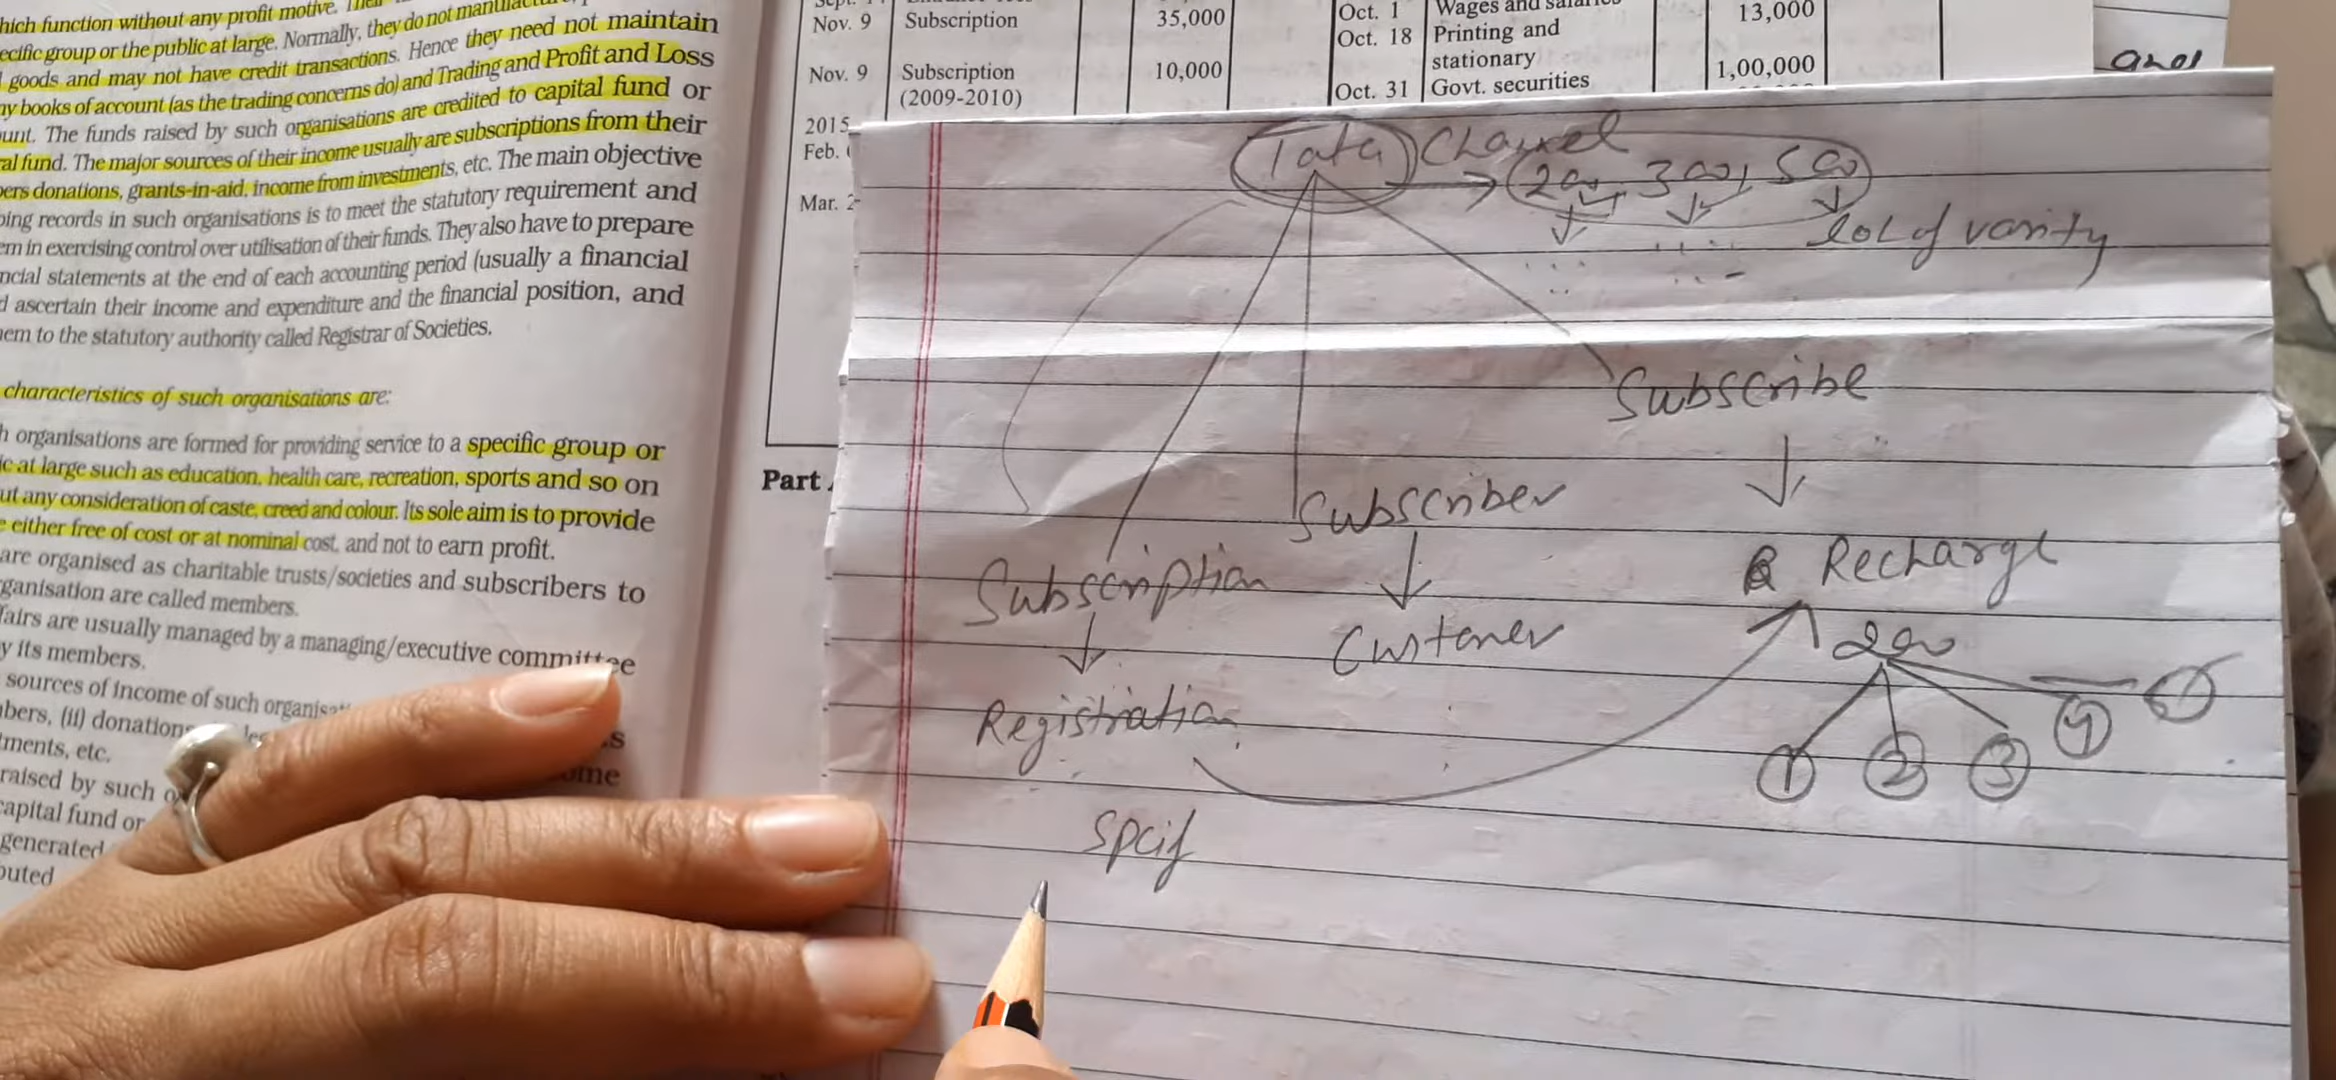 hich function without any profit motive.
ecific group or the public at large. Normally, they do not
goods and may not have credit transactions. Hence they need not maintain
ny books of account (as the trading concerns do) and Trading and Profit and Loss
unt. The funds raised by such organisations are credited to capital fund or
al fund. The major sources of their income usually are subscriptions from their
pers donations, grants-in-aid, income from investments, etc. The main objective
ping records in such organisations is to meet the statutory requirement and
em in exercising control over utilisation of their funds. They also have to prepare
ncial statements at the end of each accounting period (usually a financial
d ascertain their income and expenditure and the financial position, and
nem to the statutory authority called Registrar of Societies.
characteristics of such organisations are:
h organisations are formed for providing service to a specific group or
ic at large such as education, health care, recreation, sports and so on
ut any consideration of caste, creed and colour. Its sole aim is to provide
e either free of cost or at nominal cost, and not to earn profit.
are organised as charitable trusts/societies and subscribers to
ganisation are called members.
fairs are usually managed by a managing/executive committee
y its members.
sources of income of such
bers, (ii) donations
ments, etc.
raised by such
capital fund or
generated
outed
Nov. 9 Subscription 35,000
Nov. 9 Subscription 10,000
(2009-2010)
2015
Feb.
Mar. 2
Oct. 1 Wages and salaries 13,000
Oct. 18 Printing and
stationary
Oct. 31 Govt. securities 1,00,000
Part
Tata Channel
200, 300, 500
lot of varity
Subscribe
Subscriber
Subscription
Recharge
Customer
200
Registration
1 2 3 4
Spcif